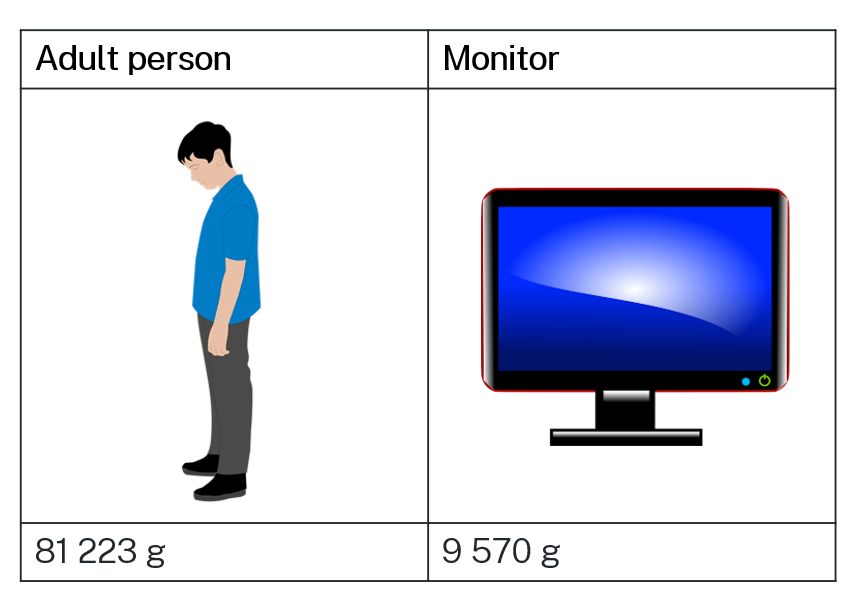 Adult person
Monitor
81 223 g
9 570 g